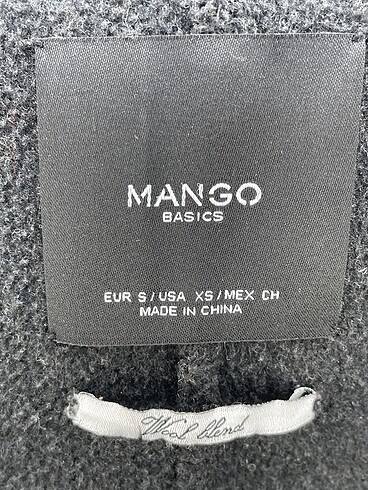 MANGO
BASICS
EUR S / USA XS / MEX CH
MADE IN CHINA
Wool blend